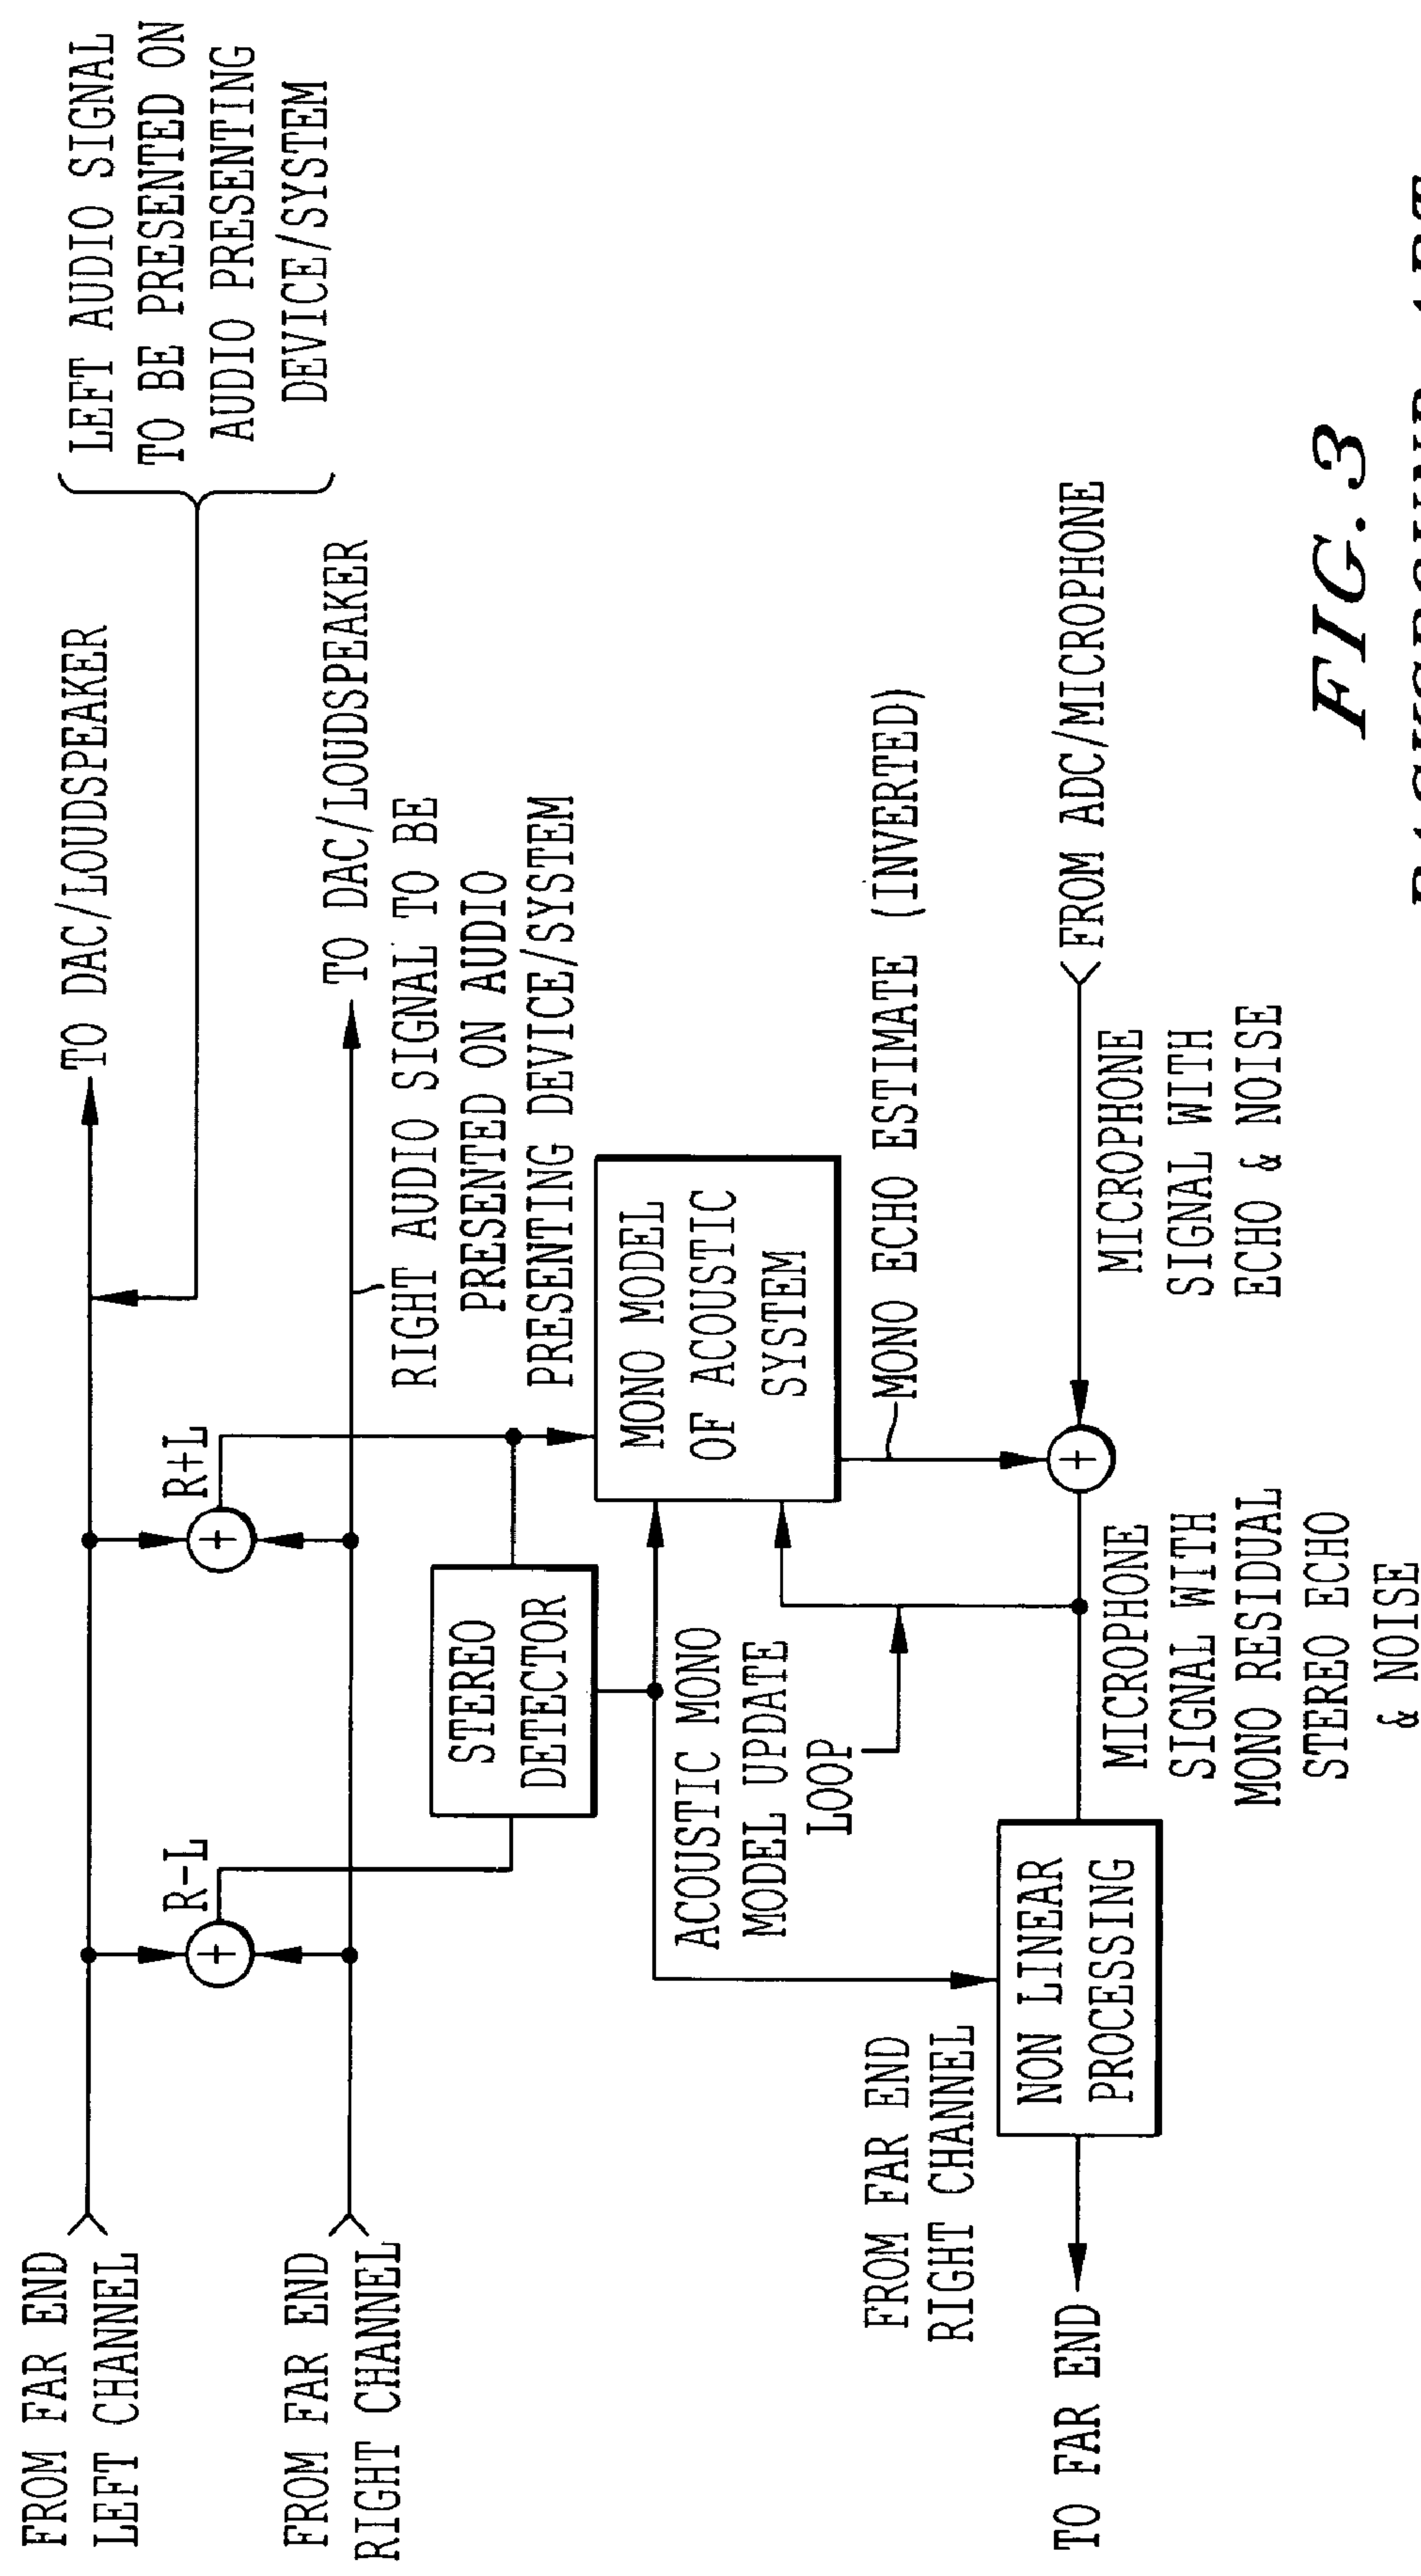 FROM FAR END
LEFT CHANNEL
R-L
R+L
TO DAC/LOUDSPEAKER
LEFT AUDIO SIGNAL
TO BE PRESENTED ON
AUDIO PRESENTING
DEVICE/SYSTEM
FROM FAR END
RIGHT CHANNEL
TO DAC/LOUDSPEAKER
RIGHT AUDIO SIGNAL TO BE
PRESENTED ON AUDIO
PRESENTING DEVICE/SYSTEM
STEREO
DETECTOR
MONO MODEL
OF ACOUSTIC
SYSTEM
ACOUSTIC MONO
MODEL UPDATE
LOOP
MONO ECHO ESTIMATE (INVERTED)
FROM FAR END
RIGHT CHANNEL
NON LINEAR
PROCESSING
TO FAR END
FROM ADC/MICROPHONE
MICROPHONE
SIGNAL WITH
ECHO & NOISE
MICROPHONE
SIGNAL WITH
MONO RESIDUAL
STEREO ECHO
& NOISE
FIG.3